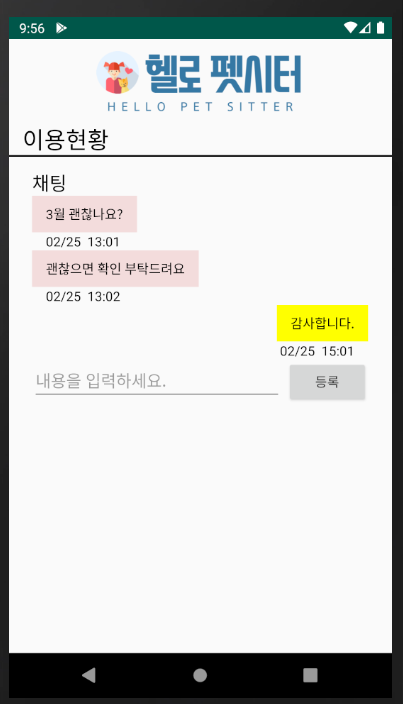 9:56
헬로 펫시터
HELLO PET SITTER
이용현황
채팅
3월 괜찮나요?
02/25 13:01
괜찮으면 확인 부탁드려요
02/25 13:02
감사합니다.
02/25 15:01
내용을 입력하세요.
등록